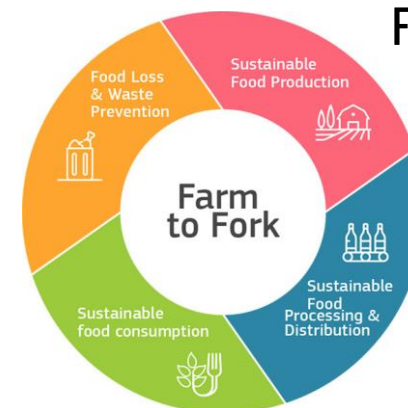 F
Food Loss
& Waste
Prevention
Sustainable
Food Production
Farm
to Fork
Sustainable
Food
Processing &
Distribution
Sustainable
food consumption